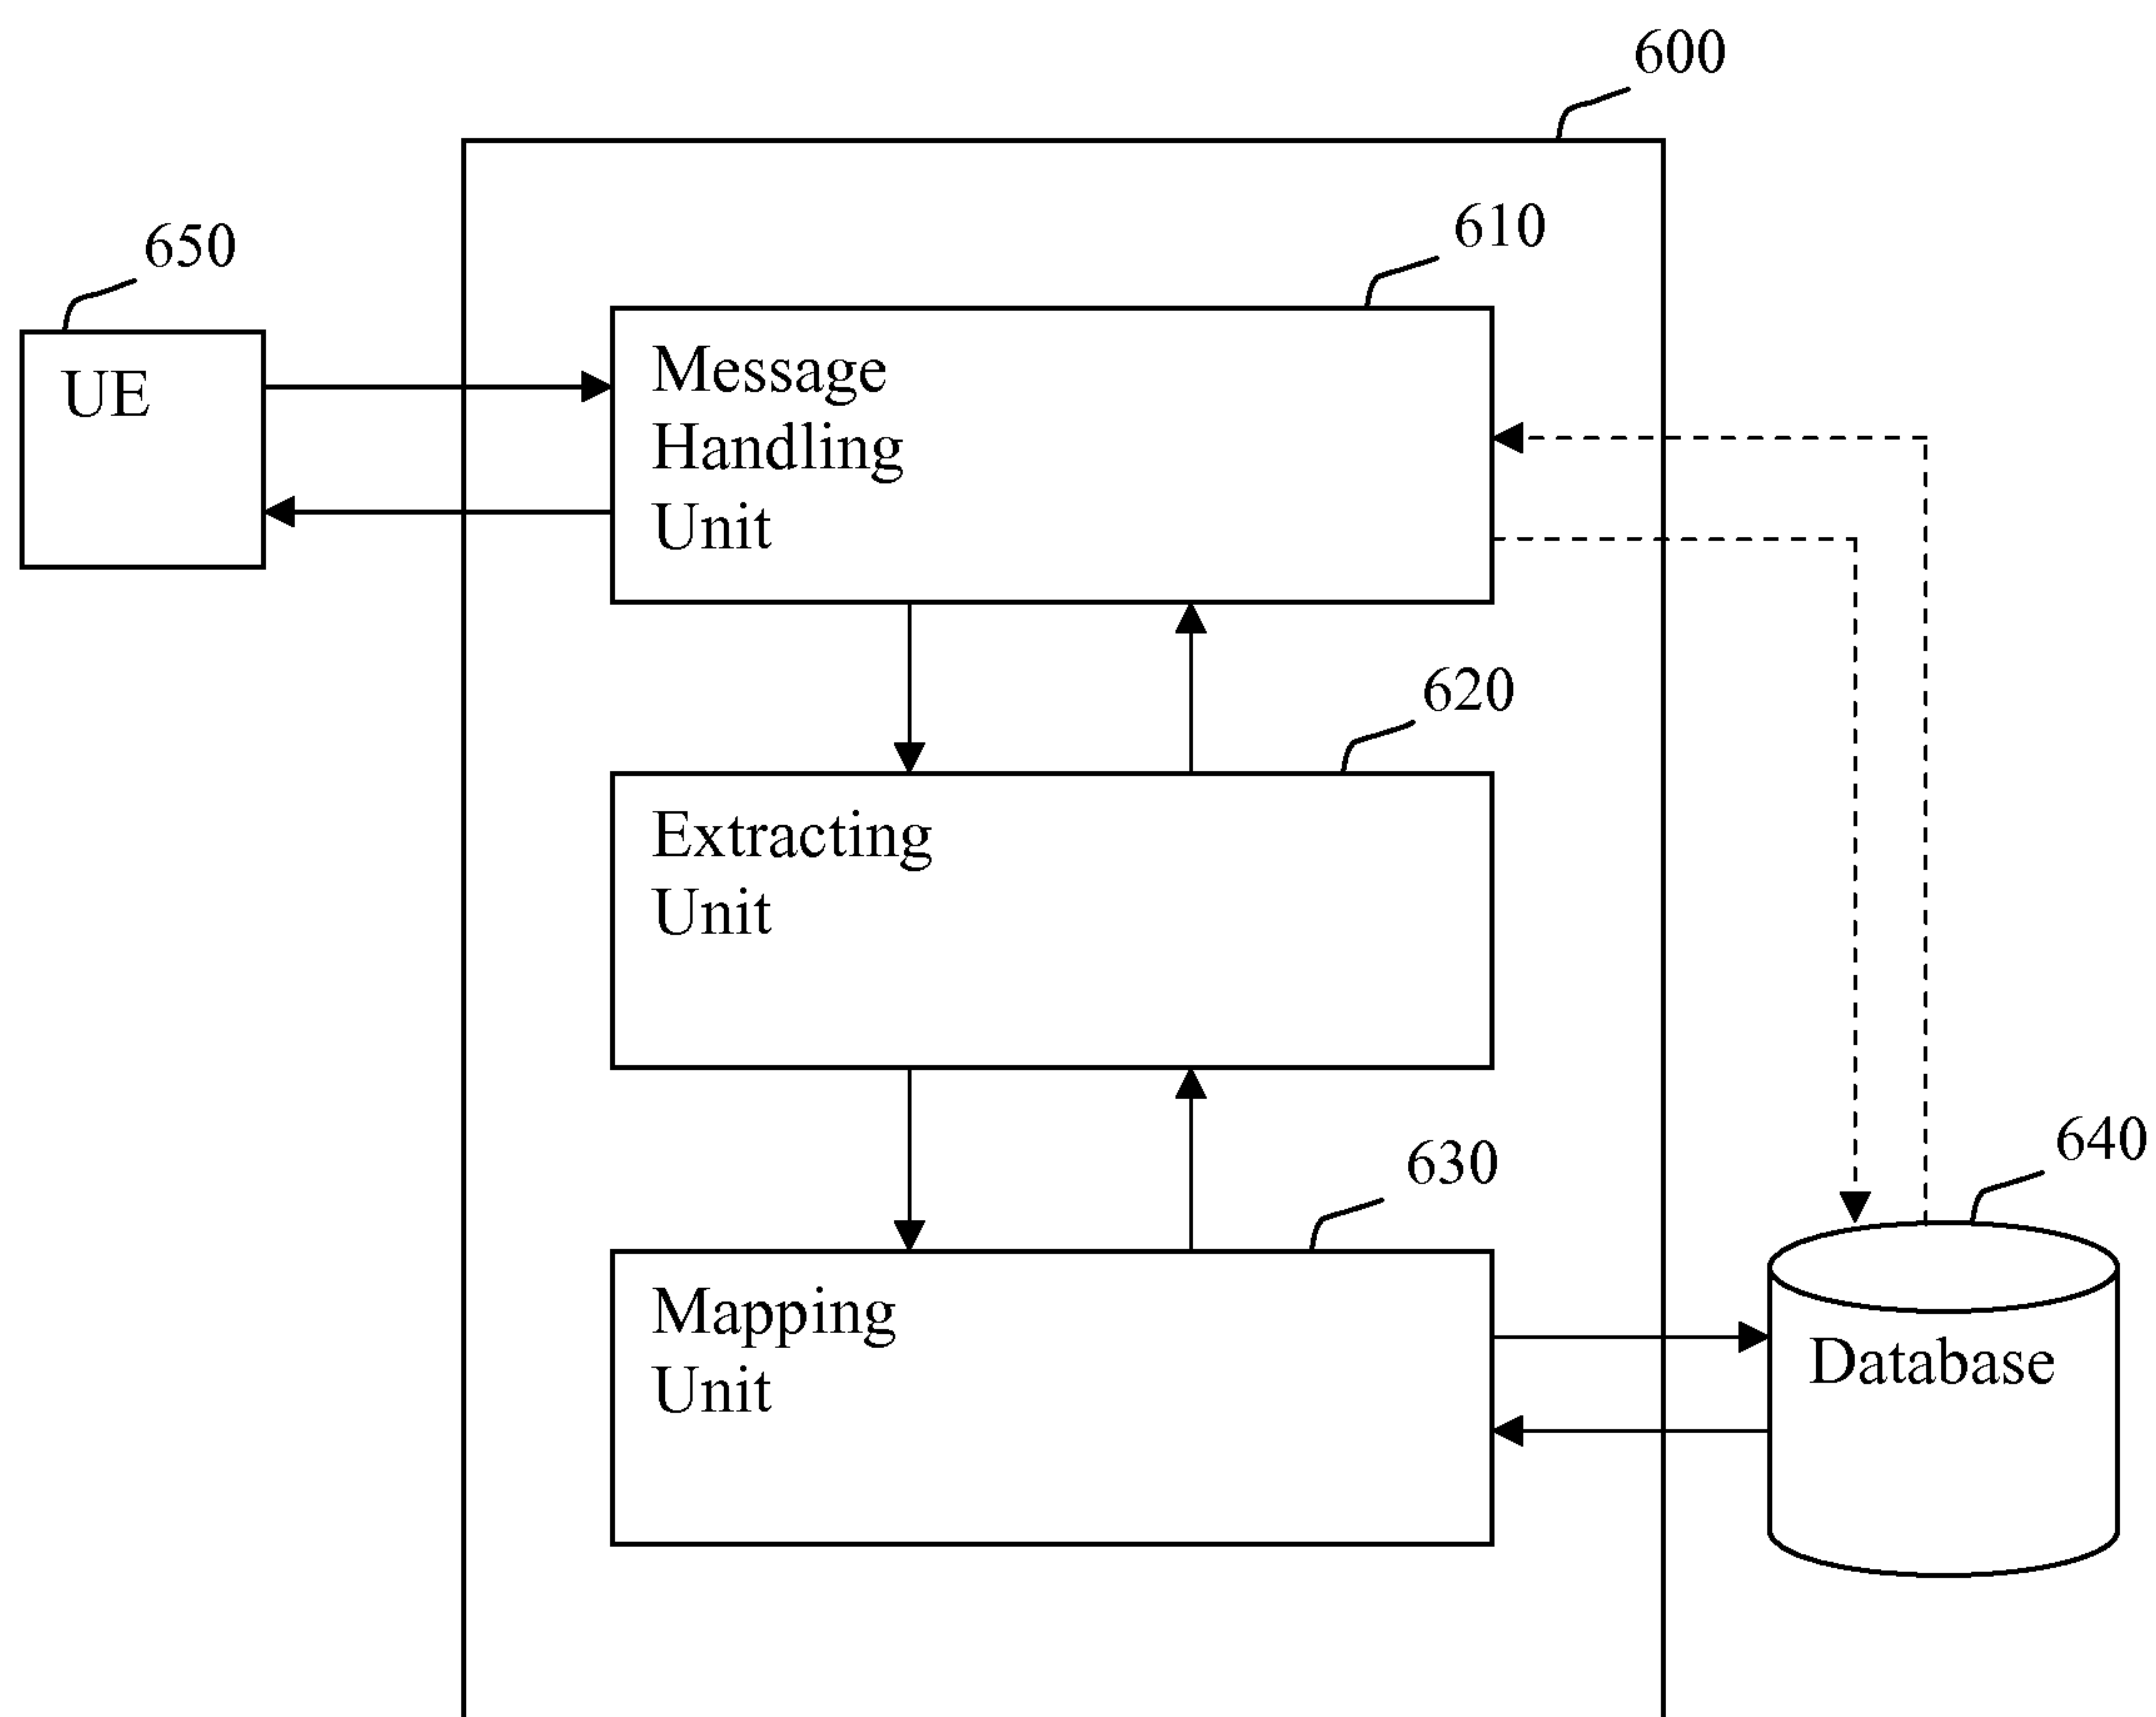 600
610
650
Message
Handling
Unit
UE
620
Extracting
Unit
630
640
Mapping
Unit
Database